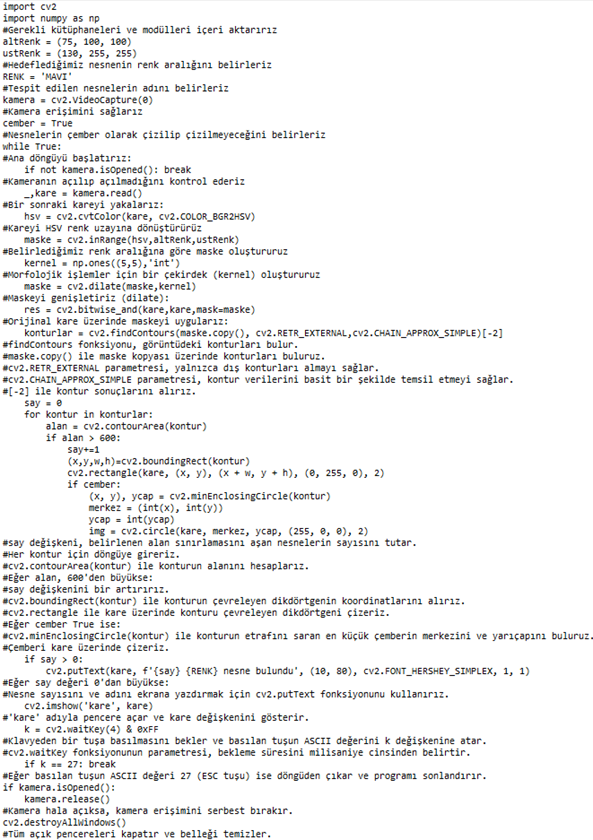 import cv2
import numpy as np
#Gerekli kütüphaneleri ve modülleri içeri aktarırız
altRenk = (75, 100, 100)
ustRenk = (130, 255, 255)
#Hedeflediğimiz nesnenin renk aralığını belirleriz
RENK = 'MAVI'
#Tespit edilen nesnelerin adını belirleriz
kamera = cv2.VideoCapture(0)
#Kamera erişimini sağlarız
cember = True
#Nesnelerin çember olarak çizilip çizilmeyeceğini belirleriz
while True:
#Ana döngüyü başlatırız:
    if not kamera.isOpened(): break
#Kameranın açılıp açılmadığını kontrol ederiz
    _,kare = kamera.read()
#Bir sonraki kareyi yakalarız:
    hsv = cv2.cvtColor(kare, cv2.COLOR_BGR2HSV)
#Kareyi HSV renk uzayına dönüştürürüz
    maske = cv2.inRange(hsv,altRenk,ustRenk)
#Belirlediğimiz renk aralığına göre maske oluştururuz
    kernel = np.ones((5,5),'int')
#Morfolojik işlemler için bir çekirdek (kernel) oluştururuz
    maske = cv2.dilate(maske,kernel)
#Maskeyi genişletiriz (dilate):
    res = cv2.bitwise_and(kare,kare,mask=maske)
#Orijinal kare üzerinde maskeyi uygularız:
    konturlar = cv2.findContours(maske.copy(), cv2.RETR_EXTERNAL,cv2.CHAIN_APPROX_SIMPLE)[-2]
#findContours fonksiyonu, görüntüdeki konturları bulur.
#maske.copy() ile maske kopyası üzerinde konturları buluruz.
#cv2.RETR_EXTERNAL parametresi, yalnızca dış konturları almayı sağlar.
#cv2.CHAIN_APPROX_SIMPLE parametresi, kontur verilerini basit bir şekilde temsil etmeyi sağlar.
#[-2] ile kontur sonuçlarını alırız.
    say = 0
    for kontur in konturlar:
        alan = cv2.contourArea(kontur)
        if alan > 600:
            say+=1
            (x,y,w,h)=cv2.boundingRect(kontur)
            cv2.rectangle(kare, (x, y), (x + w, y + h), (0, 255, 0), 2)
            if cember:
                (x, y), ycap = cv2.minEnclosingCircle(kontur)
                merkez = (int(x), int(y))
                ycap = int(ycap)
                img = cv2.circle(kare, merkez, ycap, (255, 0, 0), 2)
#say değişkeni, belirlenen alan sınırlamasını aşan nesnelerin sayısını tutar.
#Her kontur için döngüye gireriz.
#cv2.contourArea(kontur) ile konturun alanını hesaplarız.
#Eğer alan, 600'den büyükse:
#say değişkenini bir artırırız.
#cv2.boundingRect(kontur) ile konturun çevreleyen dikdörtgenin koordinatlarını alırız.
#cv2.rectangle ile kare üzerinde konturu çevreleyen dikdörtgeni çizeriz.
#Eğer cember True ise:
#cv2.minEnclosingCircle(kontur) ile konturun etrafını saran en küçük çemberin merkezini ve yarıçapını buluruz.
#Çemberi kare üzerinde çizeriz.
    if say > 0:
        cv2.putText(kare, f'{say} {RENK} nesne bulundu', (10, 80), cv2.FONT_HERSHEY_SIMPLEX, 1, 1)
#Eğer say değeri 0'dan büyükse:
#Nesne sayısını ve adını ekrana yazdırmak için cv2.putText fonksiyonunu kullanırız.
    cv2.imshow('kare', kare)
#'kare' adıyla pencere açar ve kare değişkenini gösterir.
    k = cv2.waitKey(4) & 0xFF
#Klavyeden bir tuşa basılmasını bekler ve basılan tuşun ASCII değerini k değişkenine atar.
#cv2.waitKey fonksiyonunun parametresi, bekleme süresini milisaniye cinsinden belirtir.
    if k == 27: break
#Eğer basılan tuşun ASCII değeri 27 (ESC tuşu) ise döngüden çıkar ve programı sonlandırır.
if kamera.isOpened():
    kamera.release()
#Kamera hala açıksa, kamera erişimini serbest bırakır.
cv2.destroyAllWindows()
#Tüm açık pencereleri kapatır ve belleği temizler.